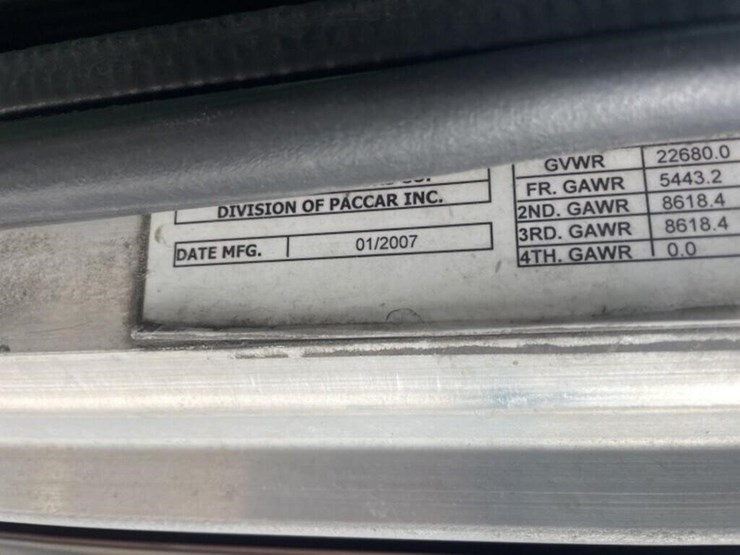 DIVISION OF PACCAR INC.
DATE MFG. 01/2007
GVWR 22680.0
FR. GAWR 5443.2
2ND. GAWR 8618.4
3RD. GAWR 8618.4
4TH. GAWR 0.0